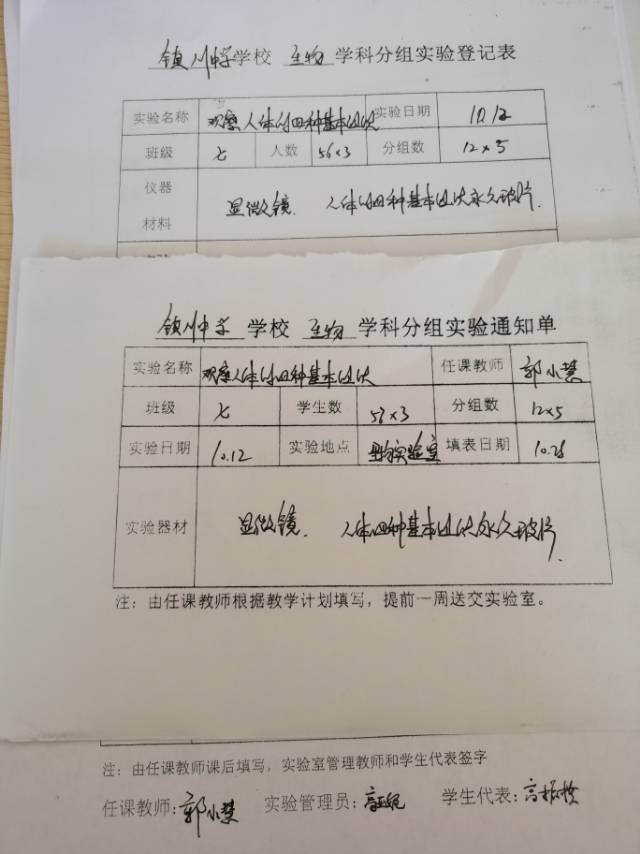 镇川中学学校 生物 学科分组实验登记表
实验名称 观察人体的四种基本组织 实验日期 10.12
班级 七 人数 56×3 分组数 12×5
仪器
材料 显微镜. 人体的四种基本组织永久玻片.
镇川中学 学校 生物 学科分组实验通知单
实验名称 观察人体的四种基本组织 任课教师 郭小慧
班级 七 学生数 53×3 分组数 12×5
实验日期 10.12 实验地点 生物实验室 填表日期 10.26
实验器材 显微镜. 人体四种基本组织永久玻片.
注：由任课教师根据教学计划填写，提前一周送交实验室。
注：由任课教师课后填写，实验室管理教师和学生代表签字
任课教师：郭小慧 实验管理员： 学生代表：